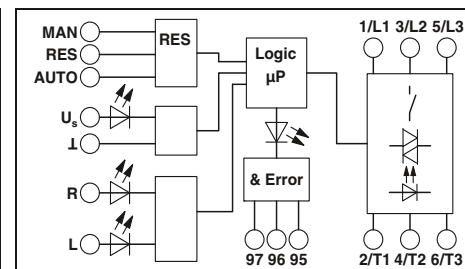 MAN
RES
AUTO
RES
Us
⊥
R
L
Logic
µP
& Error
97 96 95
1/L1 3/L2 5/L3
2/T1 4/T2 6/T3